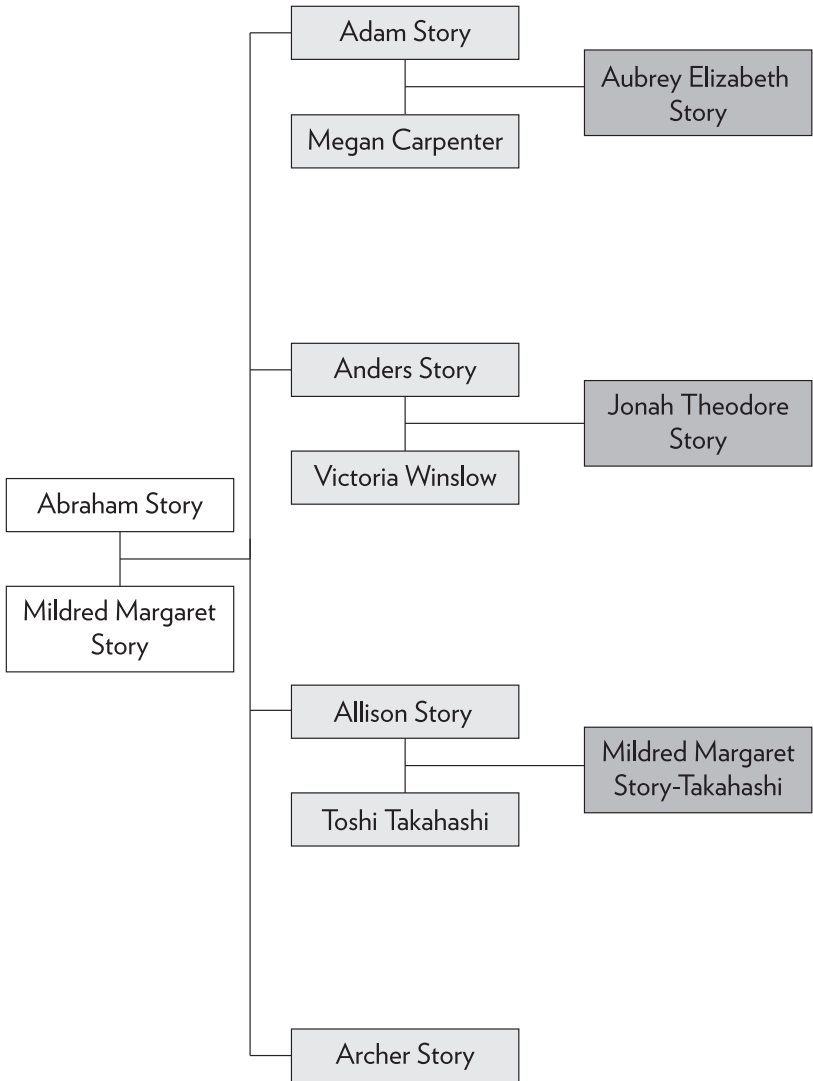 Adam Story
Aubrey Elizabeth
Story
Megan Carpenter
Anders Story
Jonah Theodore
Story
Victoria Winslow
Abraham Story
Mildred Margaret
Story
Allison Story
Mildred Margaret
Story-Takahashi
Toshi Takahashi
Archer Story